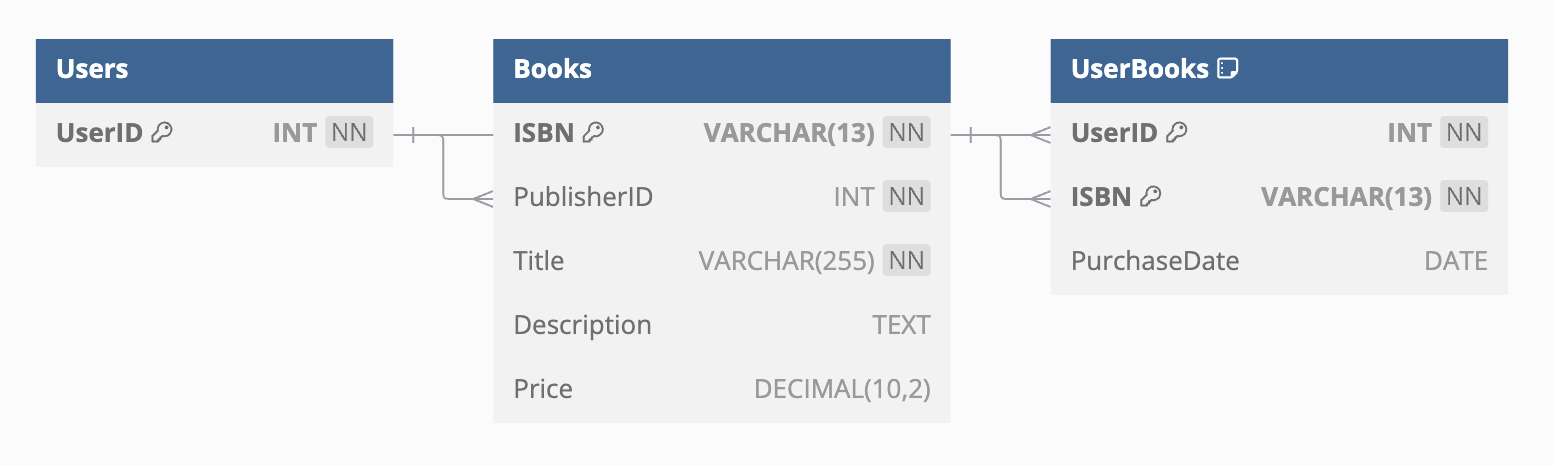 Users
UserID INT NN
Books
ISBN VARCHAR(13) NN
PublisherID INT NN
Title VARCHAR(255) NN
Description TEXT
Price DECIMAL(10,2)
UserBooks
UserID INT NN
ISBN VARCHAR(13) NN
PurchaseDate DATE